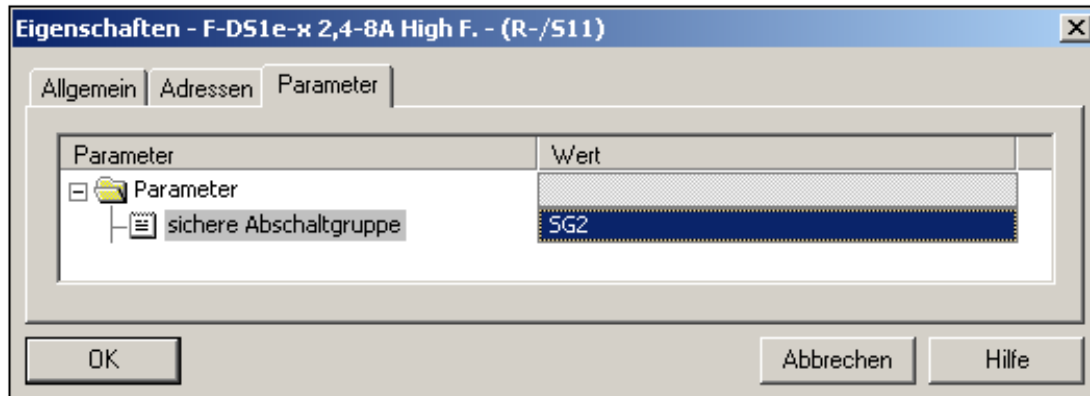 Eigenschaften - F-DS1e-x 2,4-8A High F. - (R-/S11)
Allgemein Adressen Parameter
Parameter Wert
Parameter
sichere Abschaltgruppe SG2
OK Abbrechen Hilfe